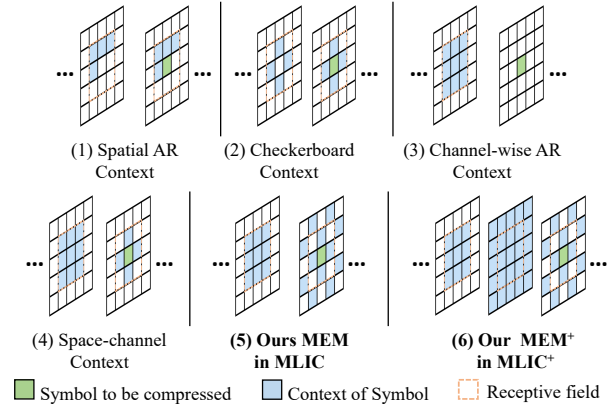 ...
...
...
...
...
...
(1) Spatial AR
Context
(2) Checkerboard
Context
(3) Channel-wise AR
Context
...
...
...
...
...
...
(4) Space-channel
Context
(5) Ours MEM
in MLIC
(6) Our MEM⁺
in MLIC⁺
Symbol to be compressed
Context of Symbol
Receptive field